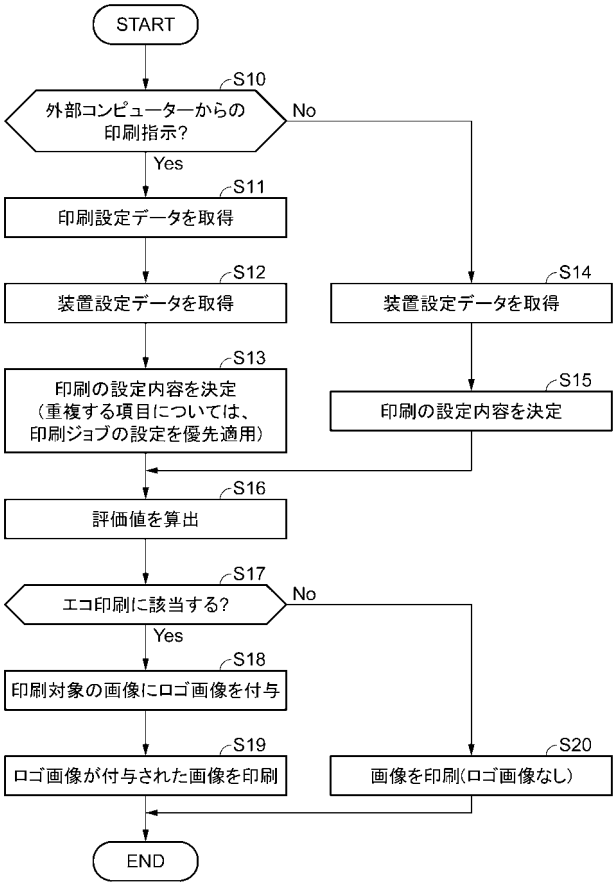 START
S10
外部コンピューターからの
印刷指示?
No
Yes
S11
印刷設定データを取得
S12
装置設定データを取得
S14
装置設定データを取得
S13
印刷の設定内容を決定
(重複する項目については、
印刷ジョブの設定を優先適用)
S15
印刷の設定内容を決定
S16
評価値を算出
S17
エコ印刷に該当する?
No
Yes
S18
印刷対象の画像にロゴ画像を付与
S19
ロゴ画像が付与された画像を印刷
S20
画像を印刷(ロゴ画像なし)
END